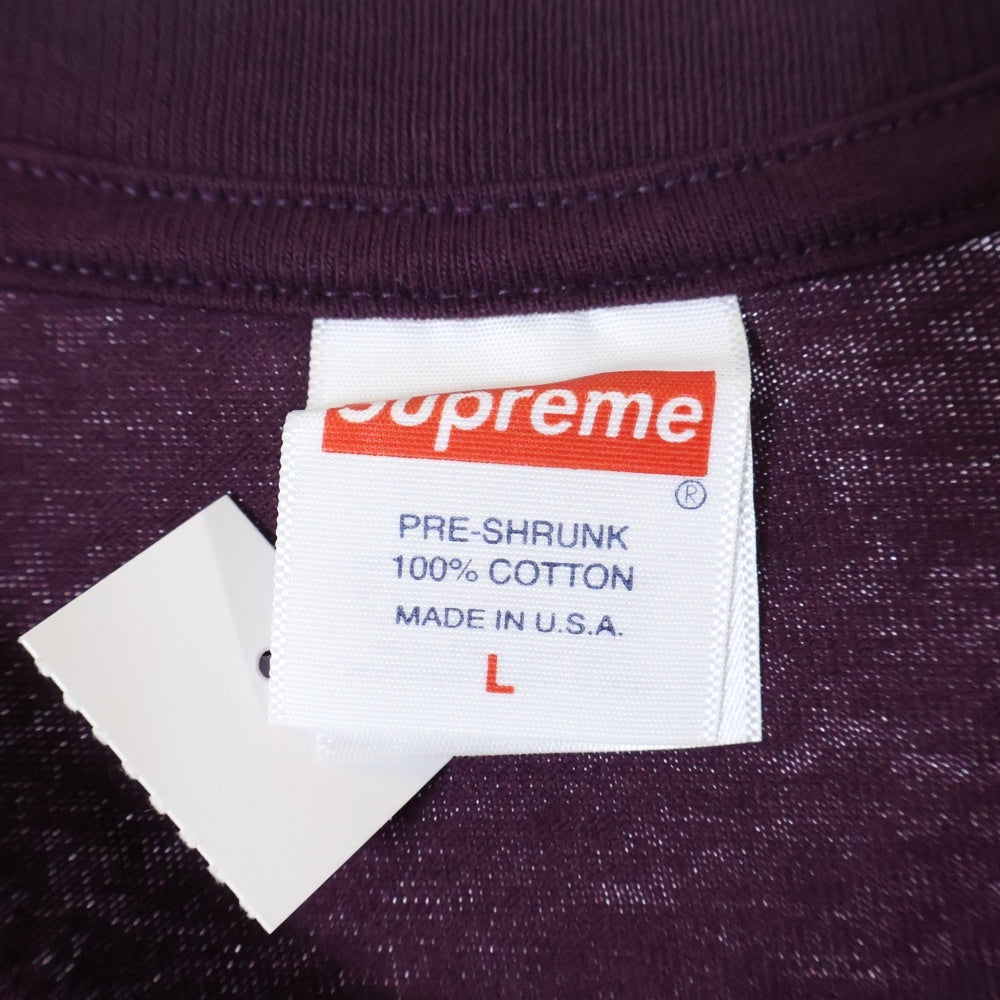 Supreme
®
PRE-SHRUNK
100% COTTON
MADE IN U.S.A.
L